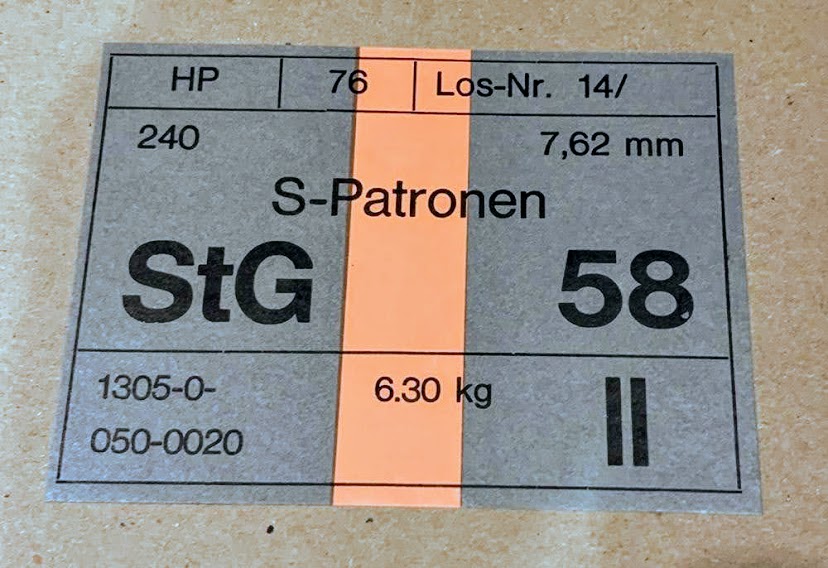 HP 76 Los-Nr. 14/
240 7,62 mm
S-Patronen
StG 58
1305-0- 6.30 kg II
050-0020